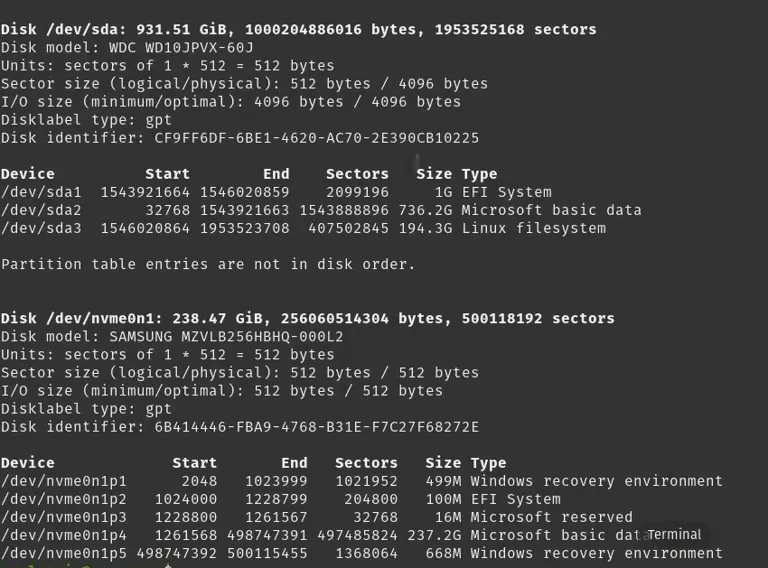 Disk /dev/sda: 931.51 GiB, 1000204886016 bytes, 1953525168 sectors
Disk model: WDC WD10JPVX-60J
Units: sectors of 1 * 512 = 512 bytes
Sector size (logical/physical): 512 bytes / 4096 bytes
I/O size (minimum/optimal): 4096 bytes / 4096 bytes
Disklabel type: gpt
Disk identifier: CF9FF6DF-6BE1-4620-AC70-2E390CB10225
Device Start End Sectors Size Type
/dev/sda1 1543921664 1546020859 2099196 1G EFI System
/dev/sda2 32768 1543921663 1543888896 736.2G Microsoft basic data
/dev/sda3 1546020864 1953523708 407502845 194.3G Linux filesystem
Partition table entries are not in disk order.
Disk /dev/nvme0n1: 238.47 GiB, 256060514304 bytes, 500118192 sectors
Disk model: SAMSUNG MZVLB256HBHQ-000L2
Units: sectors of 1 * 512 = 512 bytes
Sector size (logical/physical): 512 bytes / 512 bytes
I/O size (minimum/optimal): 512 bytes / 512 bytes
Disklabel type: gpt
Disk identifier: 6B414446-FBA9-4768-B31E-F7C27F68272E
Device Start End Sectors Size Type
/dev/nvme0n1p1 2048 1023999 1021952 499M Windows recovery environment
/dev/nvme0n1p2 1024000 1228799 204800 100M EFI System
/dev/nvme0n1p3 1228800 1261567 32768 16M Microsoft reserved
/dev/nvme0n1p4 1261568 498747391 497485824 237.2G Microsoft basic data Terminal
/dev/nvme0n1p5 498747392 500115455 1368064 668M Windows recovery environment